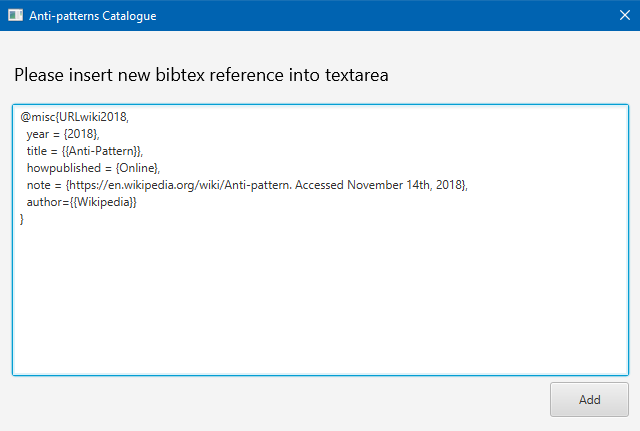 Anti-patterns Catalogue
Please insert new bibtex reference into textarea
@misc{URLwiki2018,
  year = {2018},
  title = {{Anti-Pattern}},
  howpublished = {Online},
  note = {https://en.wikipedia.org/wiki/Anti-pattern. Accessed November 14th, 2018},
  author={{Wikipedia}}
}
Add